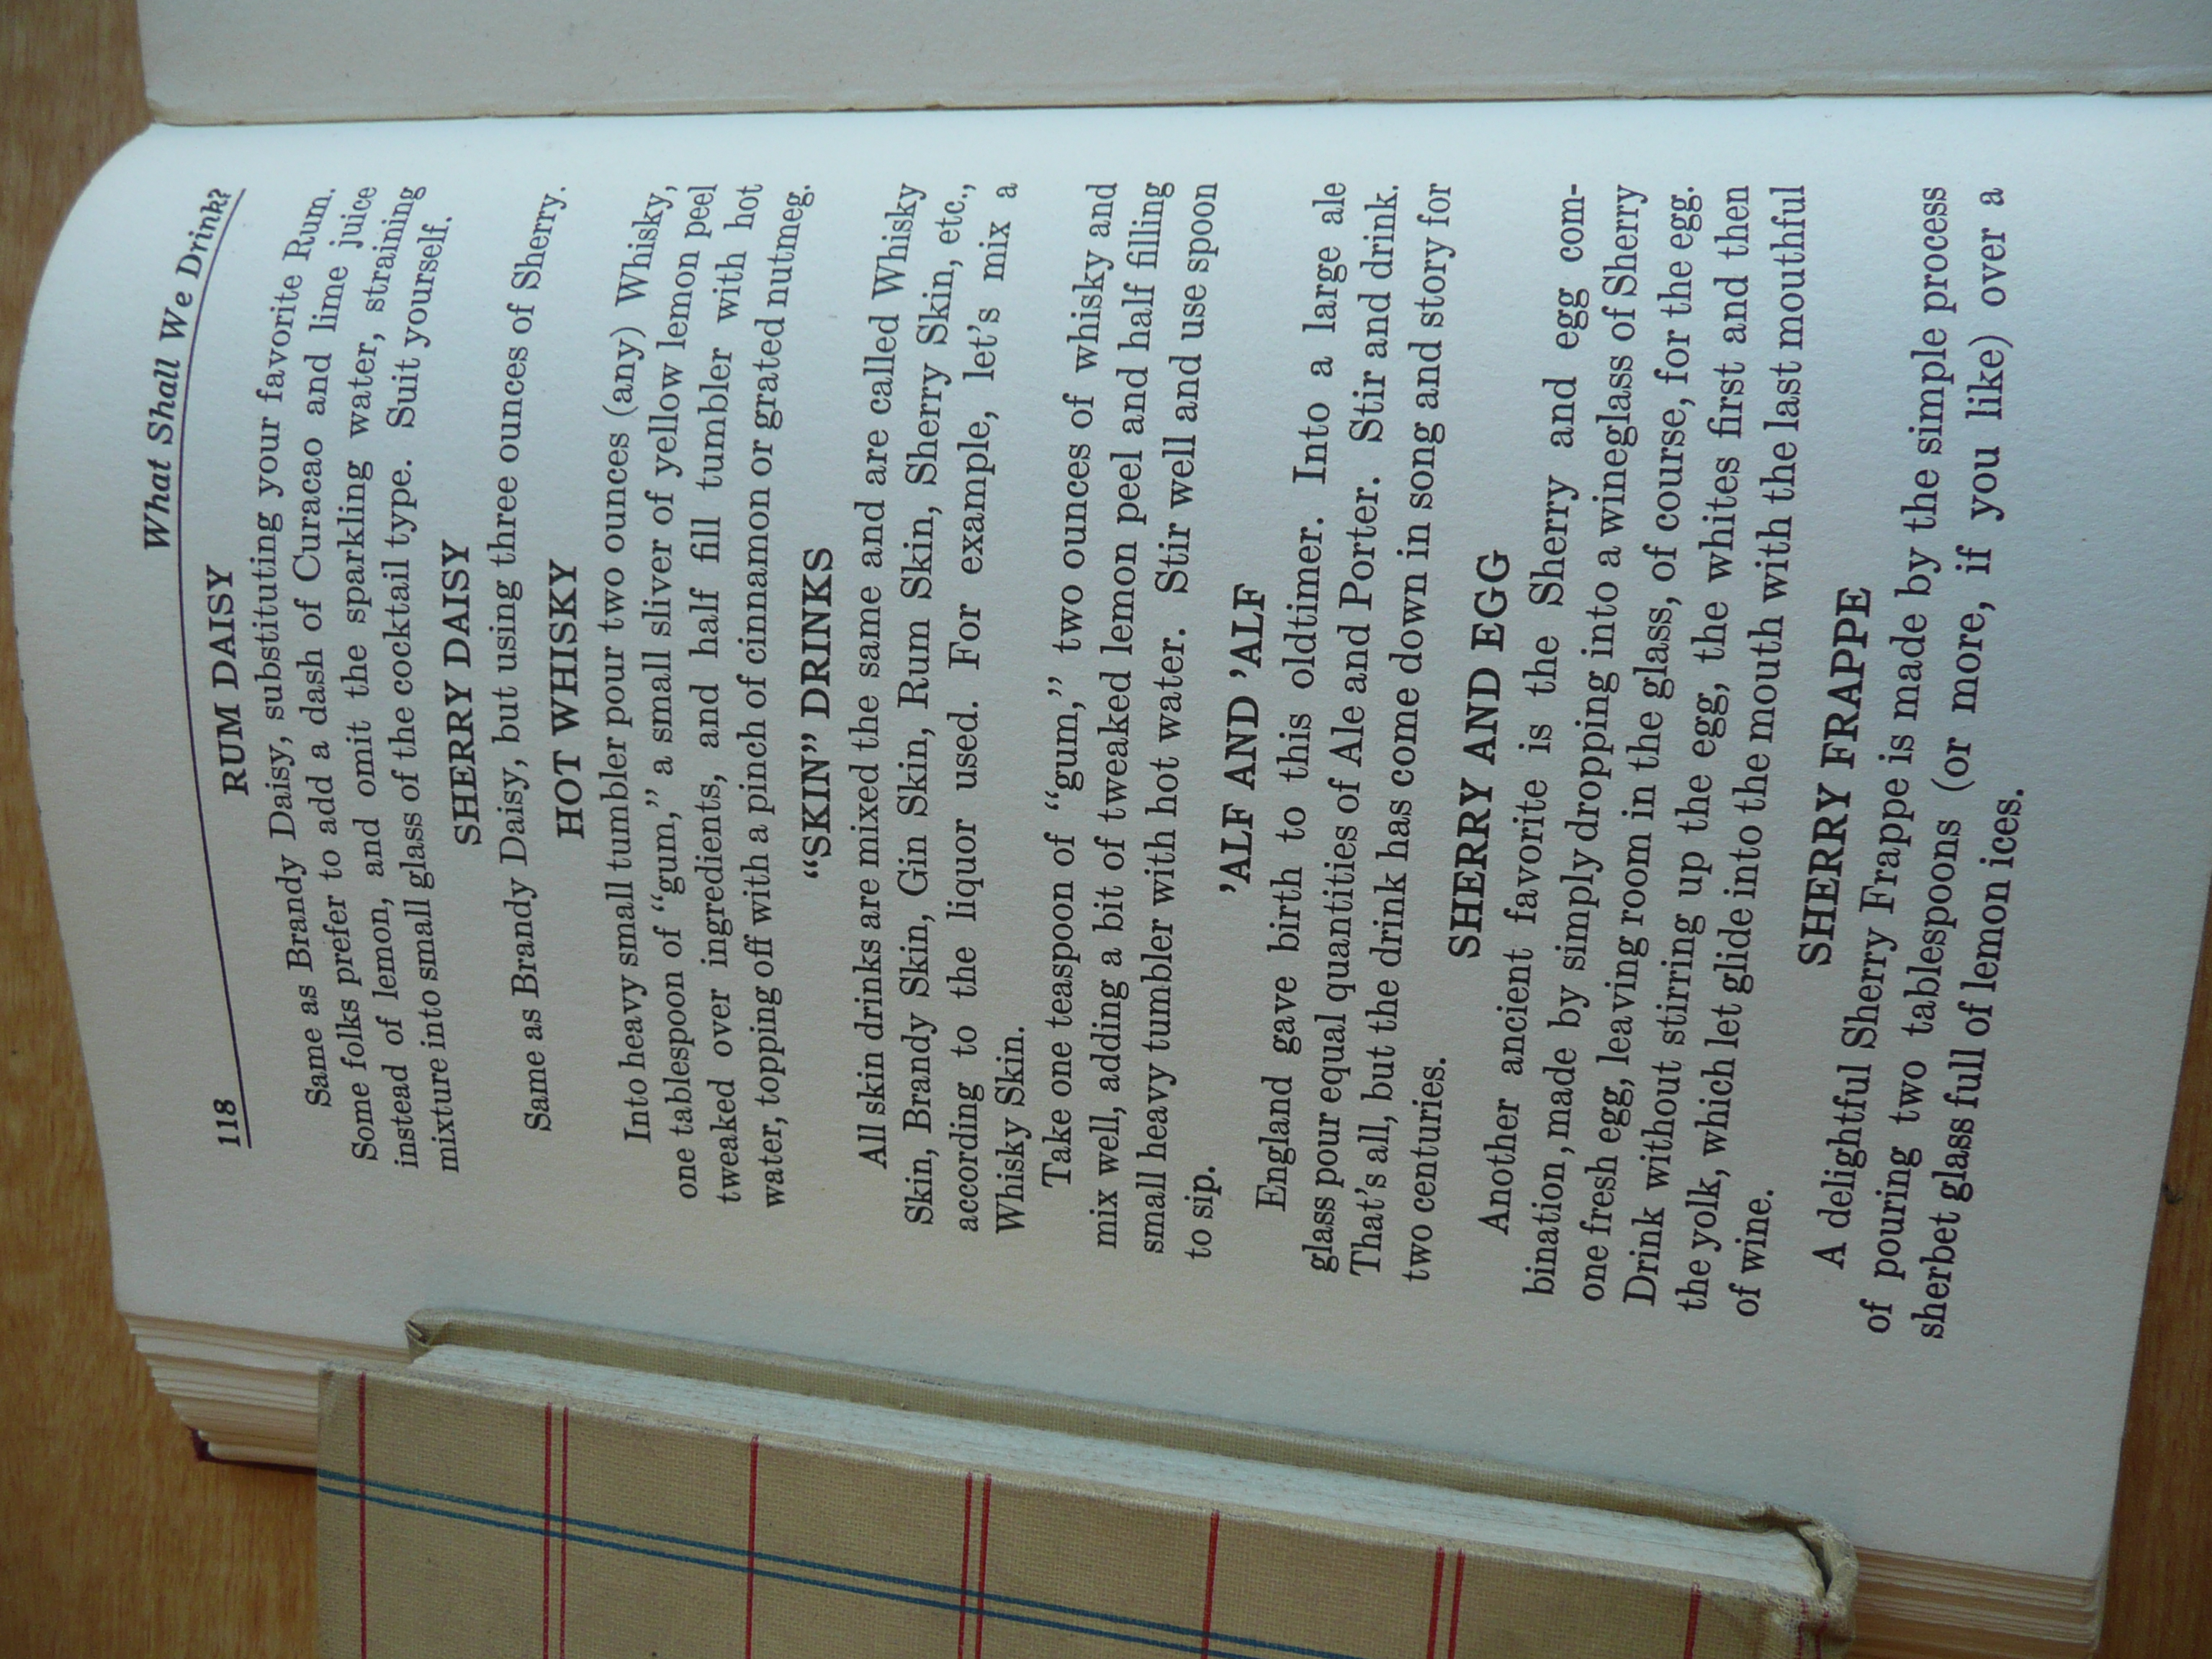 118 What Shall We Drink?
RUM DAISY
Same as Brandy Daisy, substituting your favorite Rum.
Some folks prefer to add a dash of Curacao and lime juice
instead of lemon, and omit the sparkling water, straining
mixture into small glass of the cocktail type. Suit yourself.
SHERRY DAISY
Same as Brandy Daisy, but using three ounces of Sherry.
HOT WHISKY
Into heavy small tumbler pour two ounces (any) Whisky,
one tablespoon of “gum,” a small sliver of yellow lemon peel
tweaked over ingredients, and half fill tumbler with hot
water, topping off with a pinch of cinnamon or grated nutmeg.
“SKIN” DRINKS
All skin drinks are mixed the same and are called Whisky
Skin, Brandy Skin, Gin Skin, Rum Skin, Sherry Skin, etc.,
according to the liquor used. For example, let’s mix a
Whisky Skin.
Take one teaspoon of “gum,” two ounces of whisky and
mix well, adding a bit of tweaked lemon peel and half filling
small heavy tumbler with hot water. Stir well and use spoon
to sip.
’ALF AND ’ALF
England gave birth to this oldtimer. Into a large ale
glass pour equal quantities of Ale and Porter. Stir and drink.
That’s all, but the drink has come down in song and story for
two centuries.
SHERRY AND EGG
Another ancient favorite is the Sherry and egg com-
bination, made by simply dropping into a wineglass of Sherry
one fresh egg, leaving room in the glass, of course, for the egg.
Drink without stirring up the egg, the whites first and then
the yolk, which let glide into the mouth with the last mouthful
of wine.
SHERRY FRAPPE
A delightful Sherry Frappe is made by the simple process
of pouring two tablespoons (or more, if you like) over a
sherbet glass full of lemon ices.